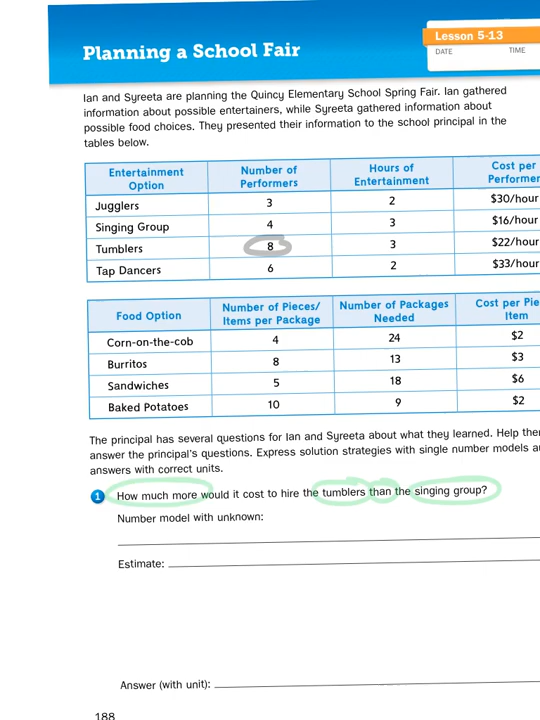 Planning a School Fair
Lesson 5-13
DATE TIME
Ian and Syreeta are planning the Quincy Elementary School Spring Fair. Ian gathered
information about possible entertainers, while Syreeta gathered information about
possible food choices. They presented their information to the school principal in the
tables below.
Entertainment Option Number of Performers Hours of Entertainment Cost per
Jugglers 3 2 $30/hour
Singing Group 4 3 $16/hour
Tumblers 8 3 $22/hour
Tap Dancers 6 2 $33/hour
Food Option Number of Pieces/ Items per Package Number of Packages Needed Cost per Item
Corn-on-the-cob 4 24 $2
Burritos 8 13 $3
Sandwiches 5 18 $6
Baked Potatoes 10 9 $2
The principal has several questions for Ian and Syreeta about what they learned. Help
answer the principal's questions. Express solution strategies with single number models
answers with correct units.
1 How much more would it cost to hire the tumblers than the singing group?
Number model with unknown:
Estimate:
Answer (with unit):
188